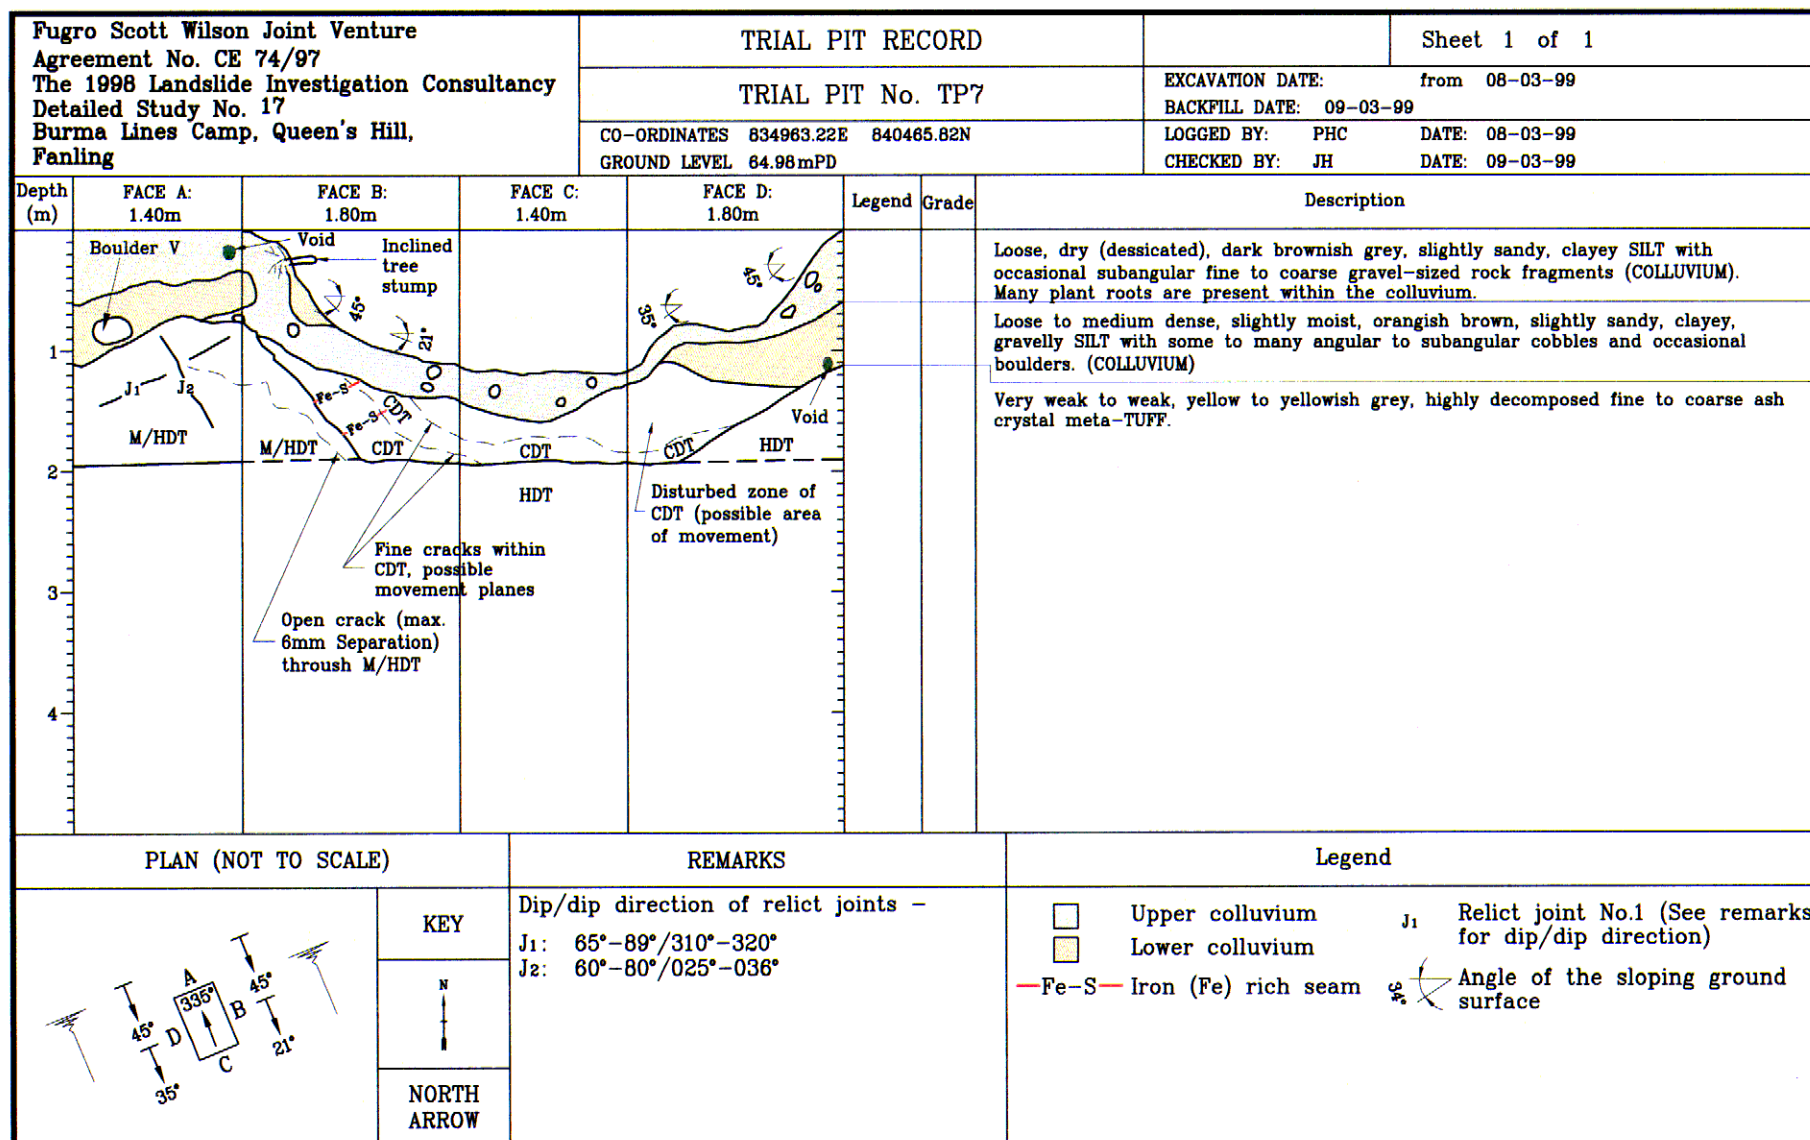 Fugro Scott Wilson Joint Venture
Agreement No. CE 74/97
The 1998 Landslide Investigation Consultancy
Detailed Study No. 17
Burma Lines Camp, Queen's Hill,
Fanling
TRIAL PIT RECORD
Sheet 1 of 1
TRIAL PIT No. TP7
EXCAVATION DATE: from 08-03-99
BACKFILL DATE: 09-03-99
CO-ORDINATES 834963.22E 840465.82N
GROUND LEVEL 64.98mPD
LOGGED BY: PHC DATE: 08-03-99
CHECKED BY: JH DATE: 09-03-99
Depth
(m)
FACE A:
1.40m
FACE B:
1.80m
FACE C:
1.40m
FACE D:
1.80m
Legend
Grade
Description
Boulder V
Void
Inclined
tree
stump
45°
21°
35°
45°
1
J1
J2
Fe-S
Fe-S
CDT
Void
M/HDT
M/HDT
CDT
CDT
CDT
HDT
2
HDT
Disturbed zone of
CDT (possible area
of movement)
Fine cracks within
CDT, possible
movement planes
3
Open crack (max.
6mm Separation)
throush M/HDT
4
Loose, dry (dessicated), dark brownish grey, slightly sandy, clayey SILT with
occasional subangular fine to coarse gravel-sized rock fragments (COLLUVIUM).
Many plant roots are present within the colluvium.
Loose to medium dense, slightly moist, orangish brown, slightly sandy, clayey,
gravelly SILT with some to many angular to subangular cobbles and occasional
boulders. (COLLUVIUM)
Very weak to weak, yellow to yellowish grey, highly decomposed fine to coarse ash
crystal meta-TUFF.
PLAN (NOT TO SCALE)
A
335°
B
C
D
45°
45°
21°
35°
KEY
N
NORTH
ARROW
REMARKS
Dip/dip direction of relict joints -
J1: 65°-89°/310°-320°
J2: 60°-80°/025°-036°
Legend
Upper colluvium
Lower colluvium
Fe-S Iron (Fe) rich seam
J1 Relict joint No.1 (See remarks
for dip/dip direction)
34° Angle of the sloping ground
surface